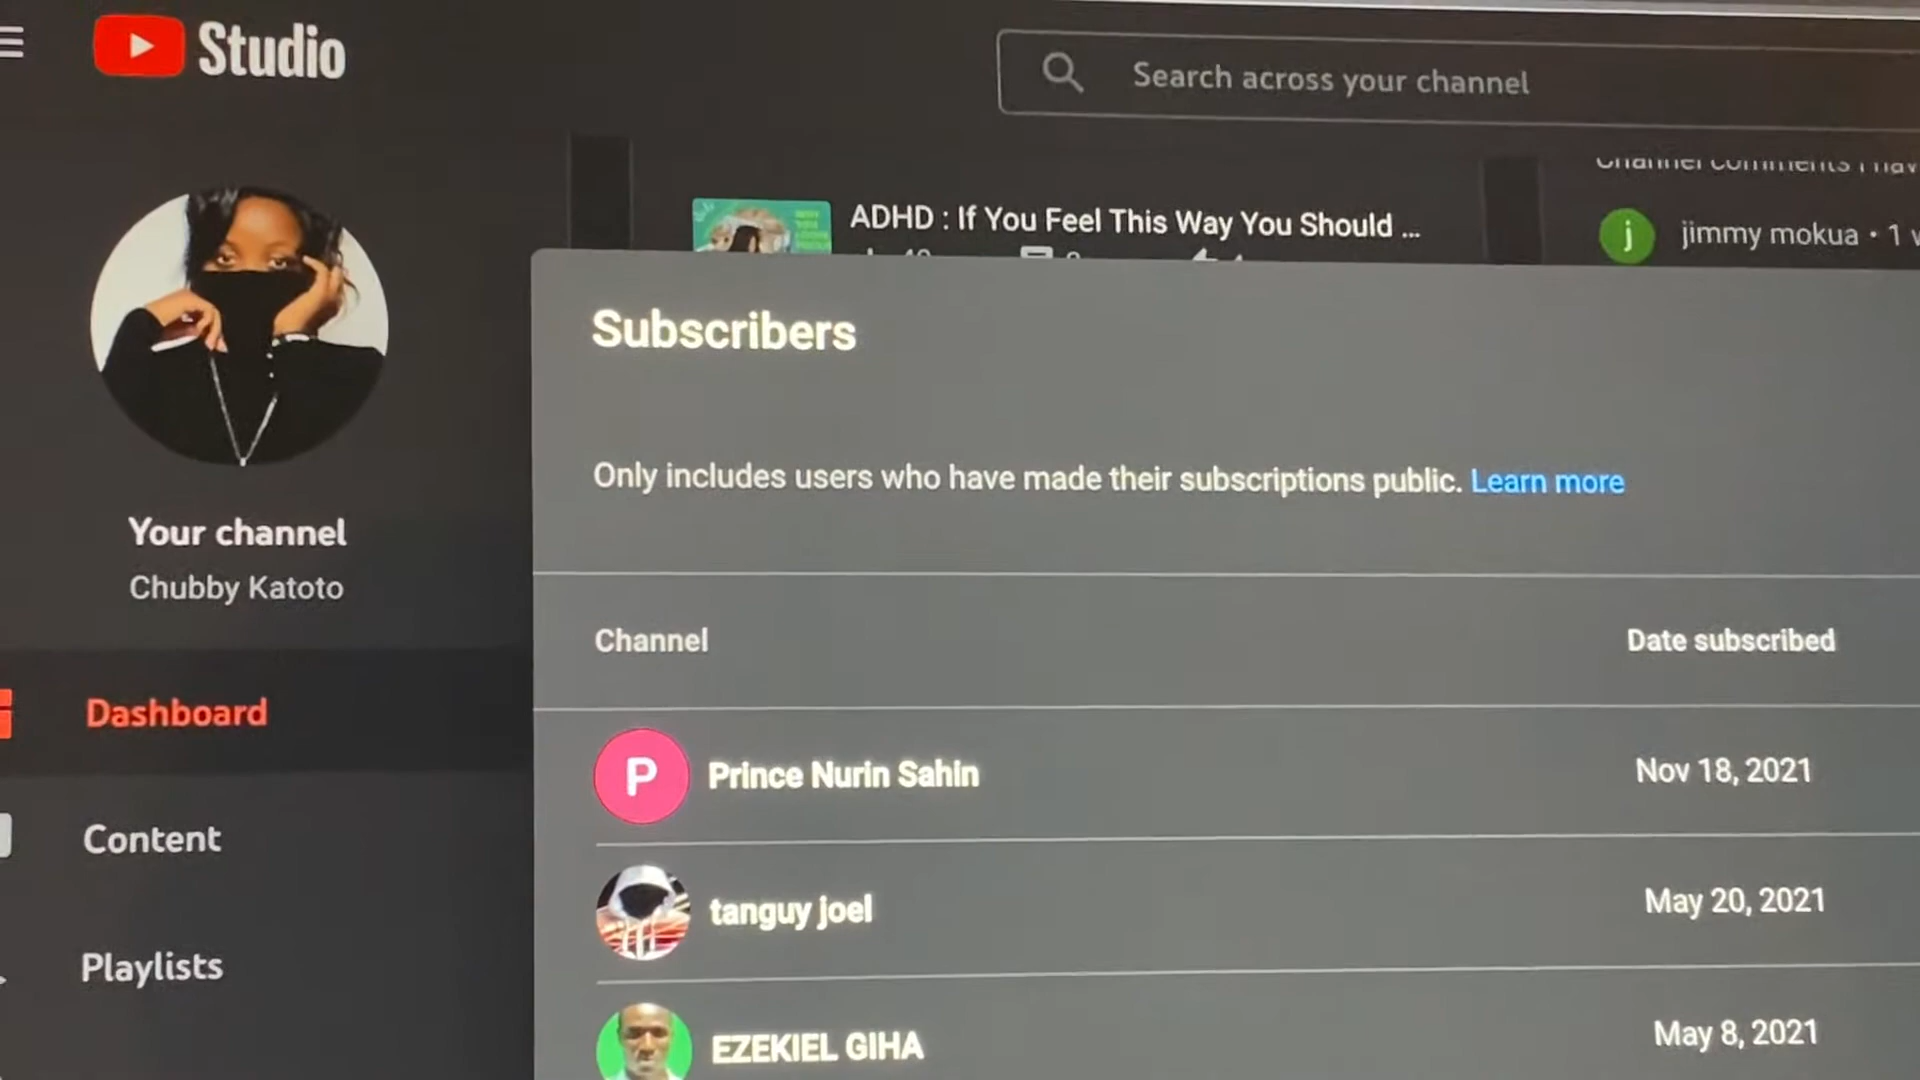 Studio
Search across your channel
ADHD : If You Feel This Way You Should ...
jimmy mokua • 1
j
Subscribers
Only includes users who have made their subscriptions public. Learn more
Your channel
Chubby Katoto
Channel
Date subscribed
Dashboard
P
Prince Nurin Sahin
Nov 18, 2021
Content
tanguy joel
May 20, 2021
Playlists
EZEKIEL GIHA
May 8, 2021